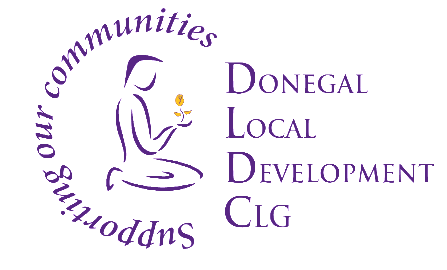 Supporting our communities
DONEGAL
LOCAL
DEVELOPMENT
CLG